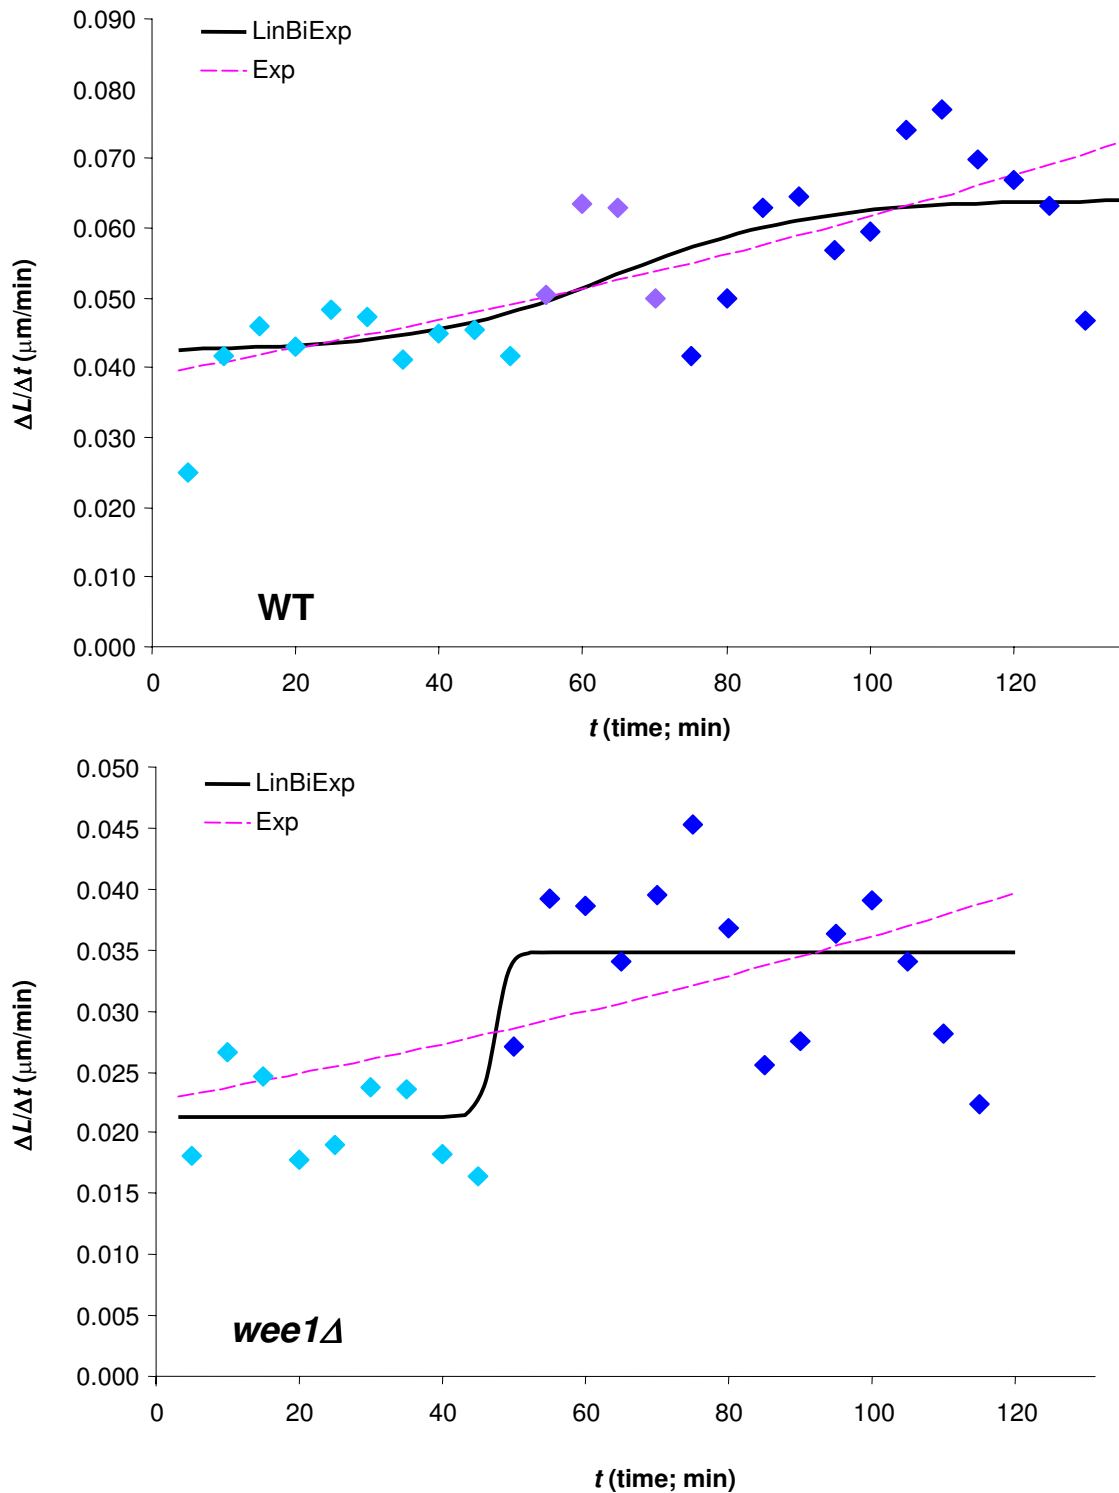 0.090
LinBiExp
Exp
0.080
0.070
0.060
0.050
0.040
0.030
0.020
0.010
0.000
ΔL/Δt (μm/min)
WT
0 20 40 60 80 100 120
t (time; min)
0.050
LinBiExp
Exp
0.045
0.040
0.035
0.030
0.025
0.020
0.015
0.010
0.005
0.000
ΔL/Δt (μm/min)
wee1Δ
0 20 40 60 80 100 120
t (time; min)